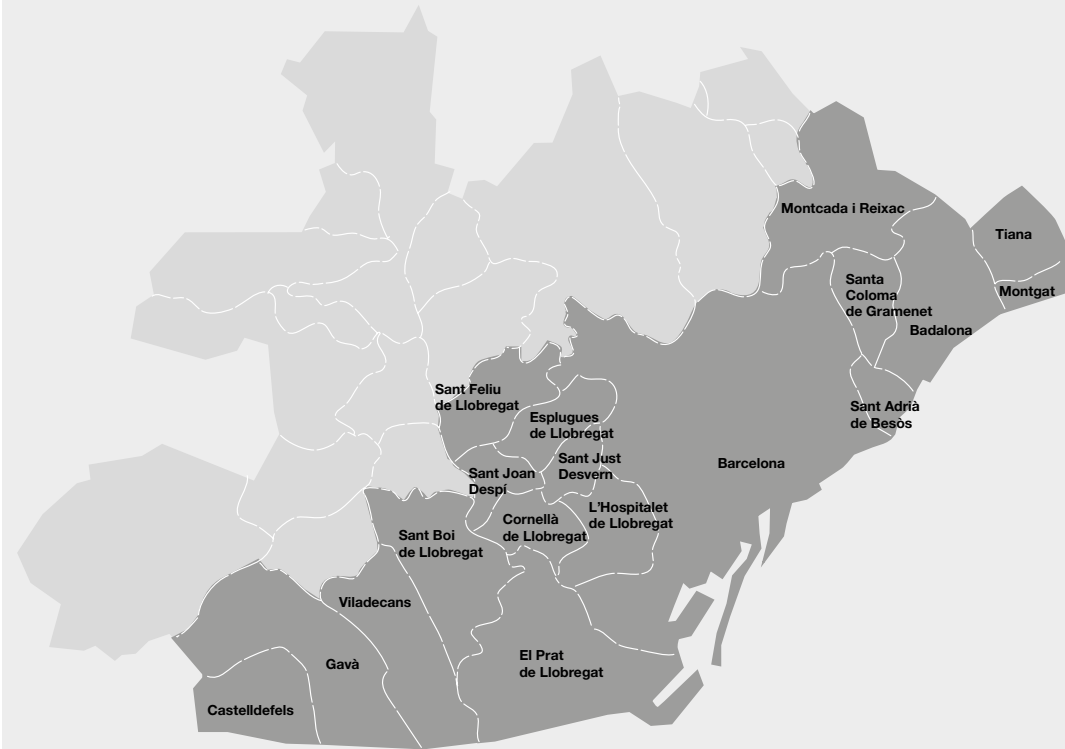 Montcada i Reixac
Tiana
Santa
Coloma
de Gramenet
Montgat
Badalona
Sant Feliu
de Llobregat
Esplugues
de Llobregat
Sant Adrià
de Besòs
Sant Just
Desvern
Barcelona
Sant Joan
Despí
L'Hospitalet
de Llobregat
Cornellà
de Llobregat
Sant Boi
de Llobregat
Viladecans
El Prat
de Llobregat
Gavà
Castelldefels